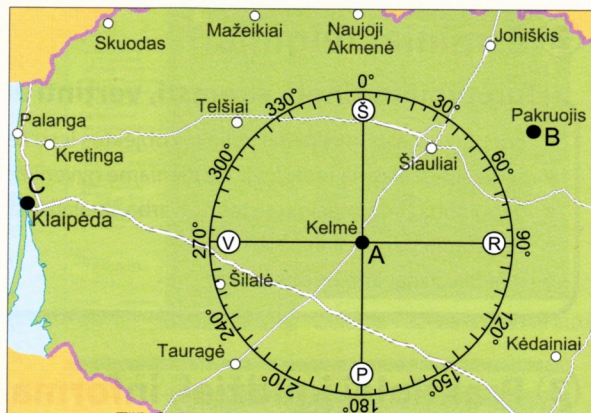 Skuodas
Mažeikiai
Naujoji
Akmenė
Joniškis
0°
30°
330°
Š
Telšiai
Pakruojis
B
Palanga
Kretinga
Šiauliai
300°
60°
C
Klaipėda
Kelmė
270°
V
A
R
90°
Šilalė
240°
120°
Tauragė
Kėdainiai
210°
P
150°
180°